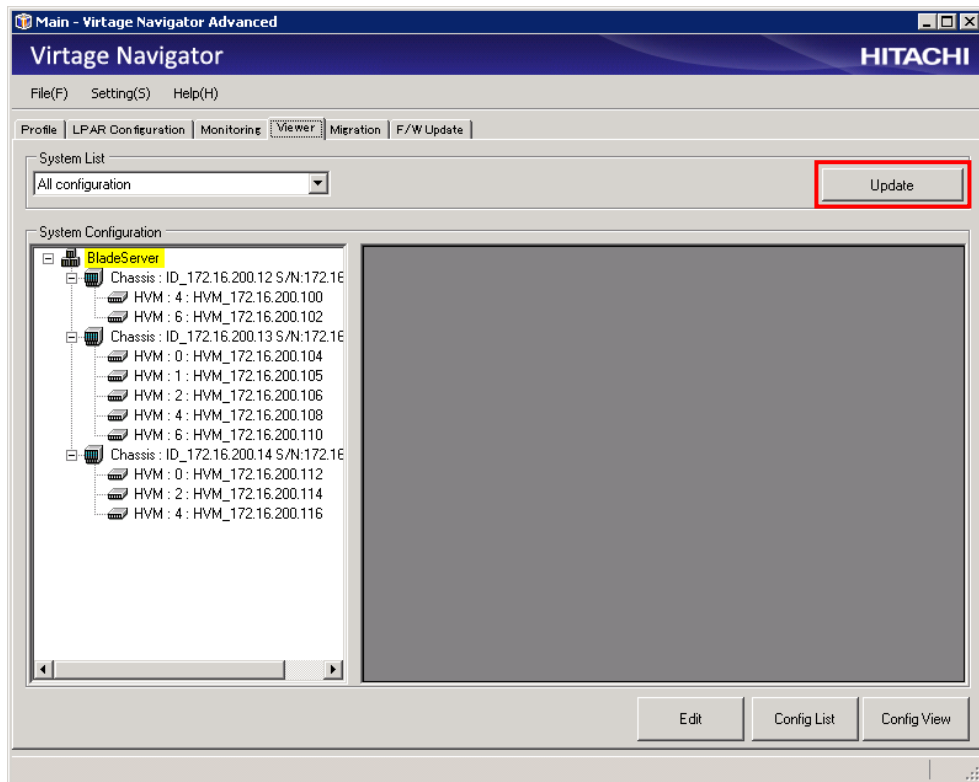 Main - Virtage Navigator Advanced
Virtage Navigator
HITACHI
File(F) Setting(S) Help(H)
Profile LPAR Configuration Monitoring Viewer Migration F/W Update
System List
All configuration
Update
System Configuration
BladeServer
Chassis : ID_172.16.200.12 S/N:172.16
HVM : 4 : HVM_172.16.200.100
HVM : 6 : HVM_172.16.200.102
Chassis : ID_172.16.200.13 S/N:172.16
HVM : 0 : HVM_172.16.200.104
HVM : 1 : HVM_172.16.200.105
HVM : 2 : HVM_172.16.200.106
HVM : 4 : HVM_172.16.200.108
HVM : 6 : HVM_172.16.200.110
Chassis : ID_172.16.200.14 S/N:172.16
HVM : 0 : HVM_172.16.200.112
HVM : 2 : HVM_172.16.200.114
HVM : 4 : HVM_172.16.200.116
Edit Config List Config View